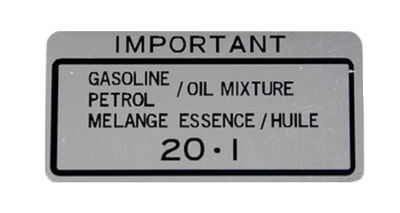 IMPORTANT
GASOLINE
PETROL / OIL MIXTURE
MELANGE ESSENCE / HUILE
20·1